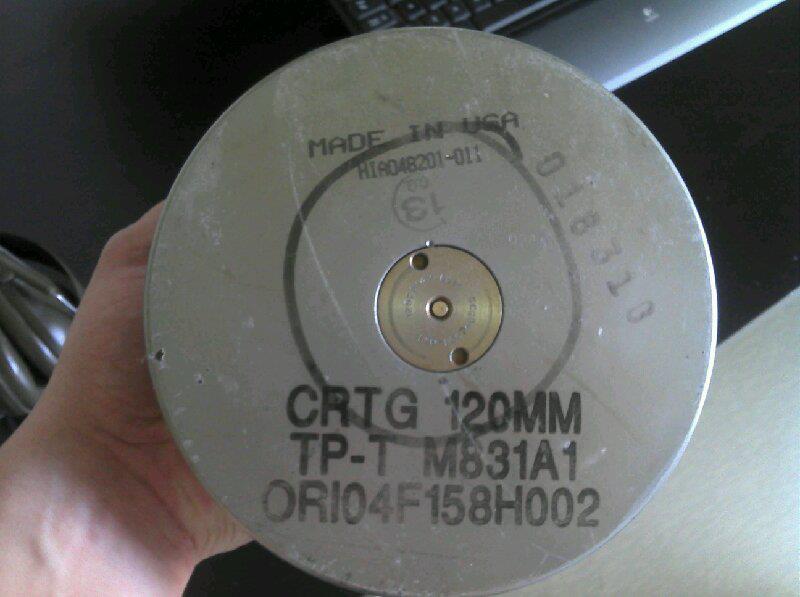 MADE IN USA
HIA048201-011
13
018310
CRTG 120MM
TP-T M831A1
ORI04F158H002